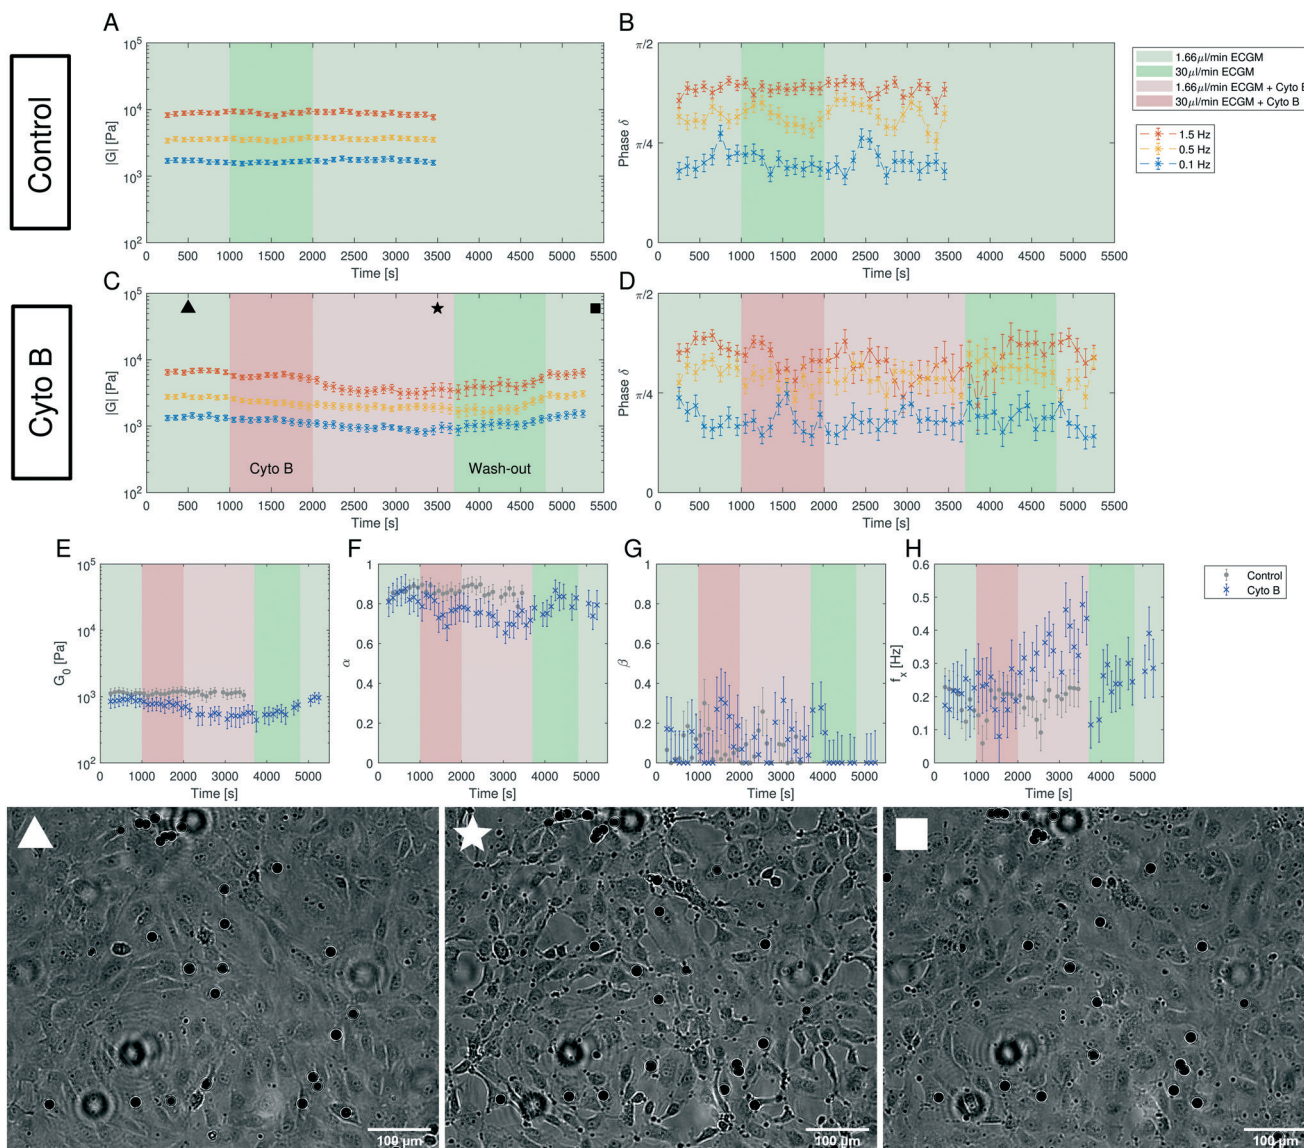 Control
A
10^5
10^4
10^3
10^2
|G| [Pa]
0 500 1000 1500 2000 2500 3000 3500 4000 4500 5000 5500
Time [s]
B
π/2
π/4
0
Phase δ
0 500 1000 1500 2000 2500 3000 3500 4000 4500 5000 5500
Time [s]
1.66μl/min ECGM
30μl/min ECGM
1.66μl/min ECGM + Cyto B
30μl/min ECGM + Cyto B
1.5 Hz
0.5 Hz
0.1 Hz
Cyto B
C
10^5
10^4
10^3
10^2
|G| [Pa]
Cyto B
Wash-out
0 500 1000 1500 2000 2500 3000 3500 4000 4500 5000 5500
Time [s]
D
π/2
π/4
0
Phase δ
0 500 1000 1500 2000 2500 3000 3500 4000 4500 5000 5500
Time [s]
E
10^5
10^4
10^3
10^2
G_0 [Pa]
0 1000 2000 3000 4000 5000
Time [s]
F
1
0.8
0.6
0.4
0.2
0
α
0 1000 2000 3000 4000 5000
Time [s]
G
1
0.8
0.6
0.4
0.2
0
β
0 1000 2000 3000 4000 5000
Time [s]
H
0.6
0.5
0.4
0.3
0.2
0.1
0
f_x [Hz]
0 1000 2000 3000 4000 5000
Time [s]
Control
Cyto B
100 μm
100 μm
100 μm